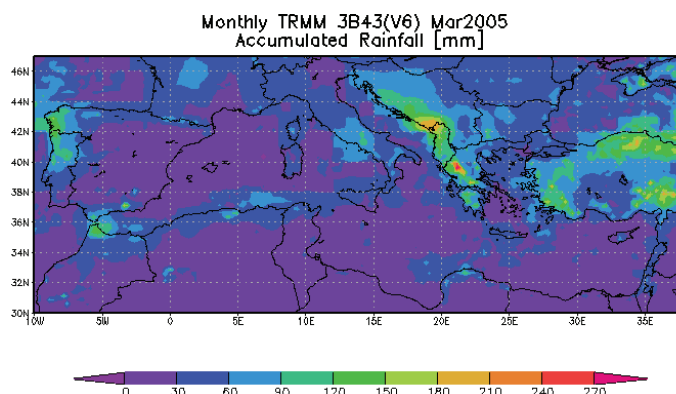 Monthly TRMM 3B43(V6) Mar2005
Accumulated Rainfall [mm]
46N
44N
42N
40N
38N
36N
34N
32N
30N
10W 5W 0 5E 10E 15E 20E 25E 30E 35E
0 30 60 90 120 150 180 210 240 270